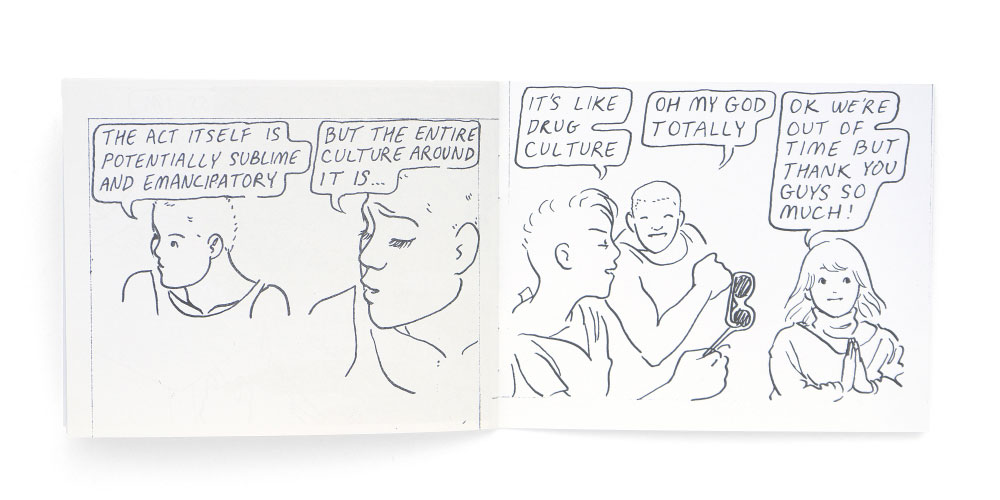 THE ACT ITSELF IS
POTENTIALLY SUBLIME
AND EMANCIPATORY
BUT THE ENTIRE
CULTURE AROUND
IT IS...
IT'S LIKE
DRUG
CULTURE
OH MY GOD
TOTALLY
OK WE'RE
OUT OF
TIME BUT
THANK YOU
GUYS SO
MUCH!